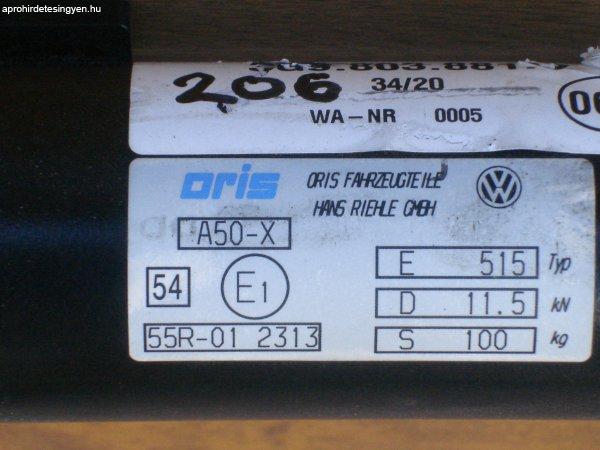 aprohirdetesingyen.hu
206
34/20
WA-NR 0005
oris
ORIS FAHRZEUGTEILE
HANS RIEHLE GMBH
A50-X
54
E1
55R-01 2313
E 515 Typ
D 11.5 kN
S 100 kg